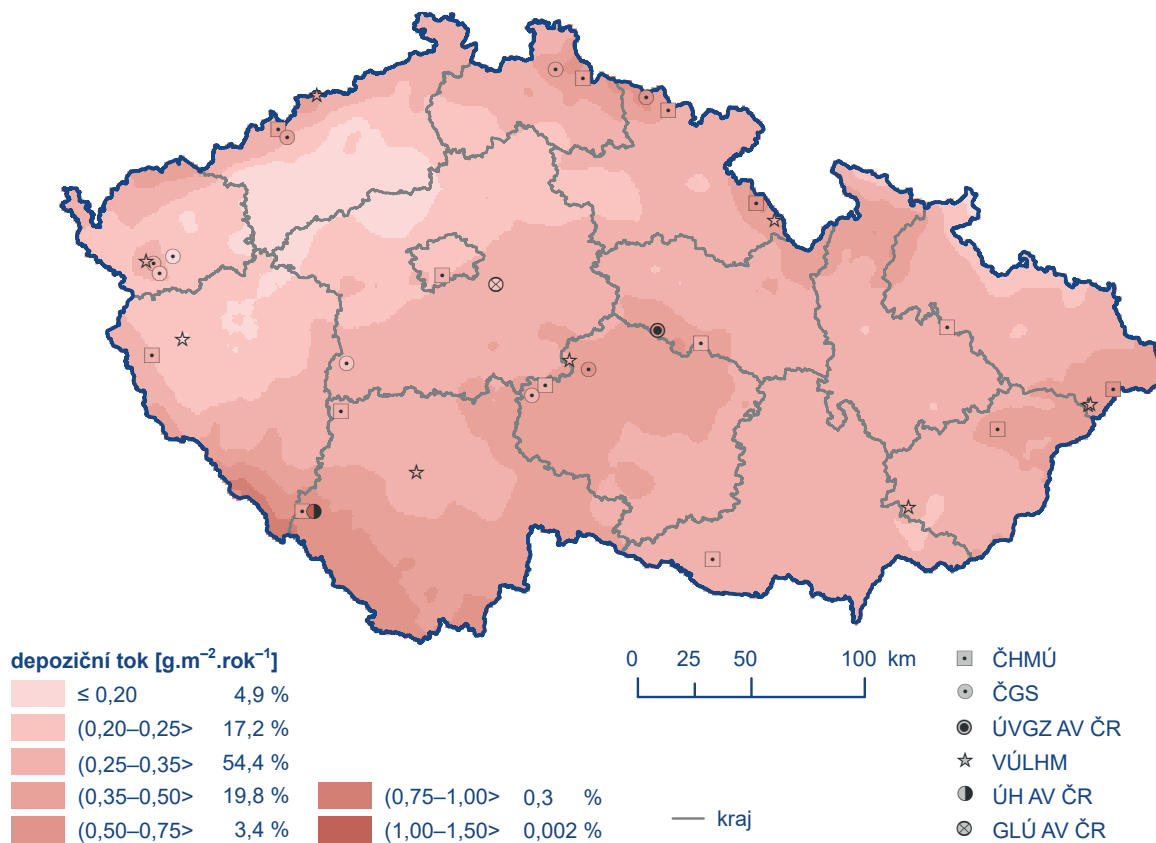 depoziční tok [g.m⁻².rok⁻¹]
≤ 0,20 4,9 %
(0,20–0,25> 17,2 %
(0,25–0,35> 54,4 %
(0,35–0,50> 19,8 %
(0,50–0,75> 3,4 %
(0,75–1,00> 0,3 %
(1,00–1,50> 0,002 %
0 25 50 100 km
kraj
ČHMÚ
ČGS
ÚVGZ AV ČR
VÚLHM
ÚH AV ČR
GLÚ AV ČR